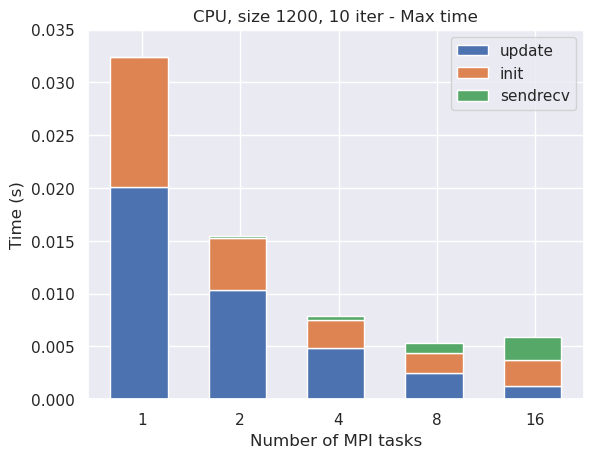 CPU, size 1200, 10 iter - Max time
update
init
sendrecv
Time (s)
0.035
0.030
0.025
0.020
0.015
0.010
0.005
0.000
1 2 4 8 16
Number of MPI tasks